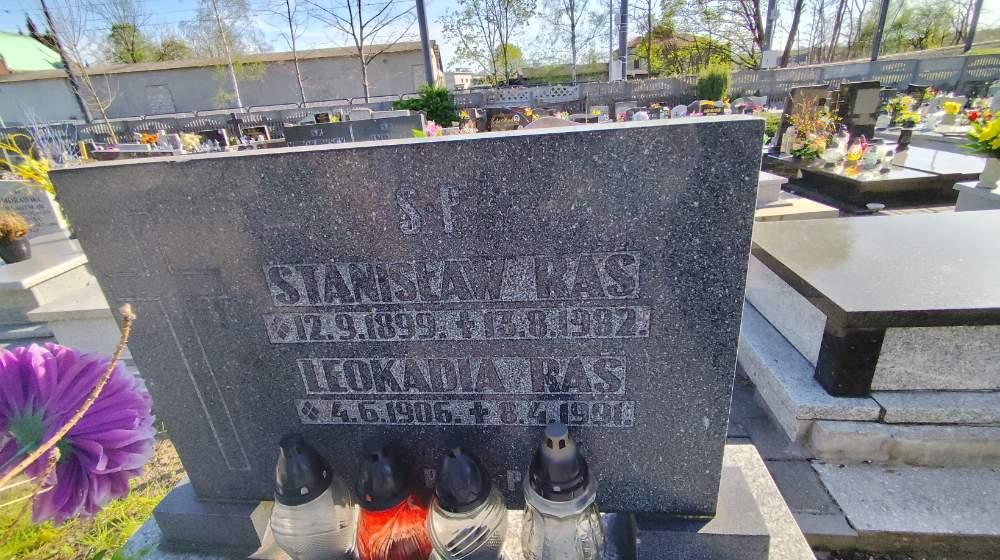 Ś P
STANISŁAW RAŚ
12.9.1899. 13.8.1982.
LEOKADIA RAŚ
4.6.1906. 8.4.1991.
P